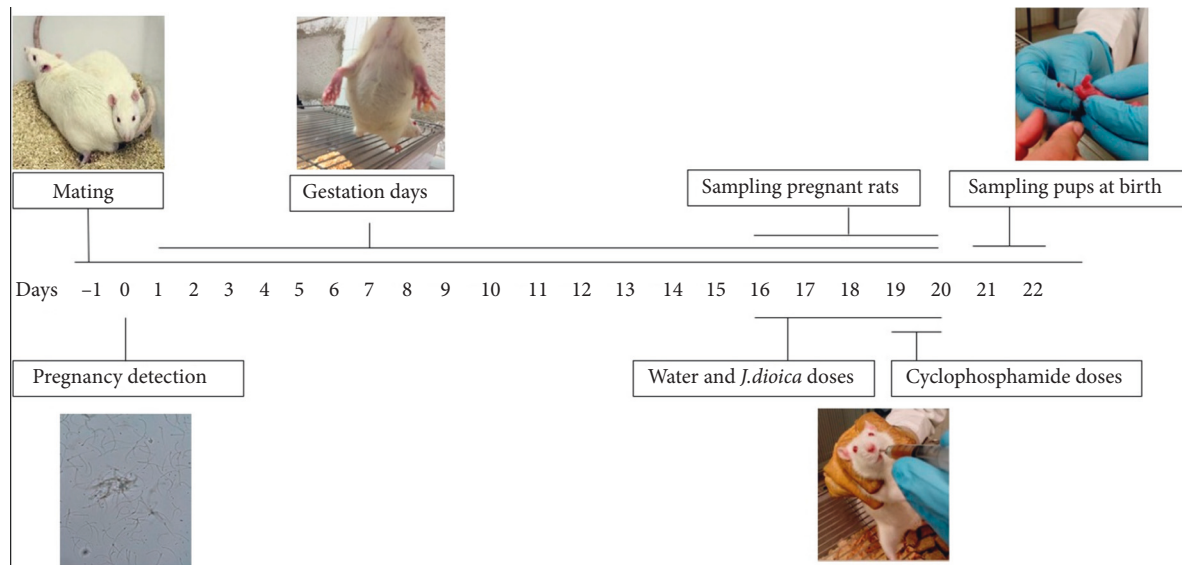 Mating
Gestation days
Sampling pregnant rats
Sampling pups at birth
Days –1 0 1 2 3 4 5 6 7 8 9 10 11 12 13 14 15 16 17 18 19 20 21 22
Pregnancy detection
Water and J.dioica doses
Cyclophosphamide doses